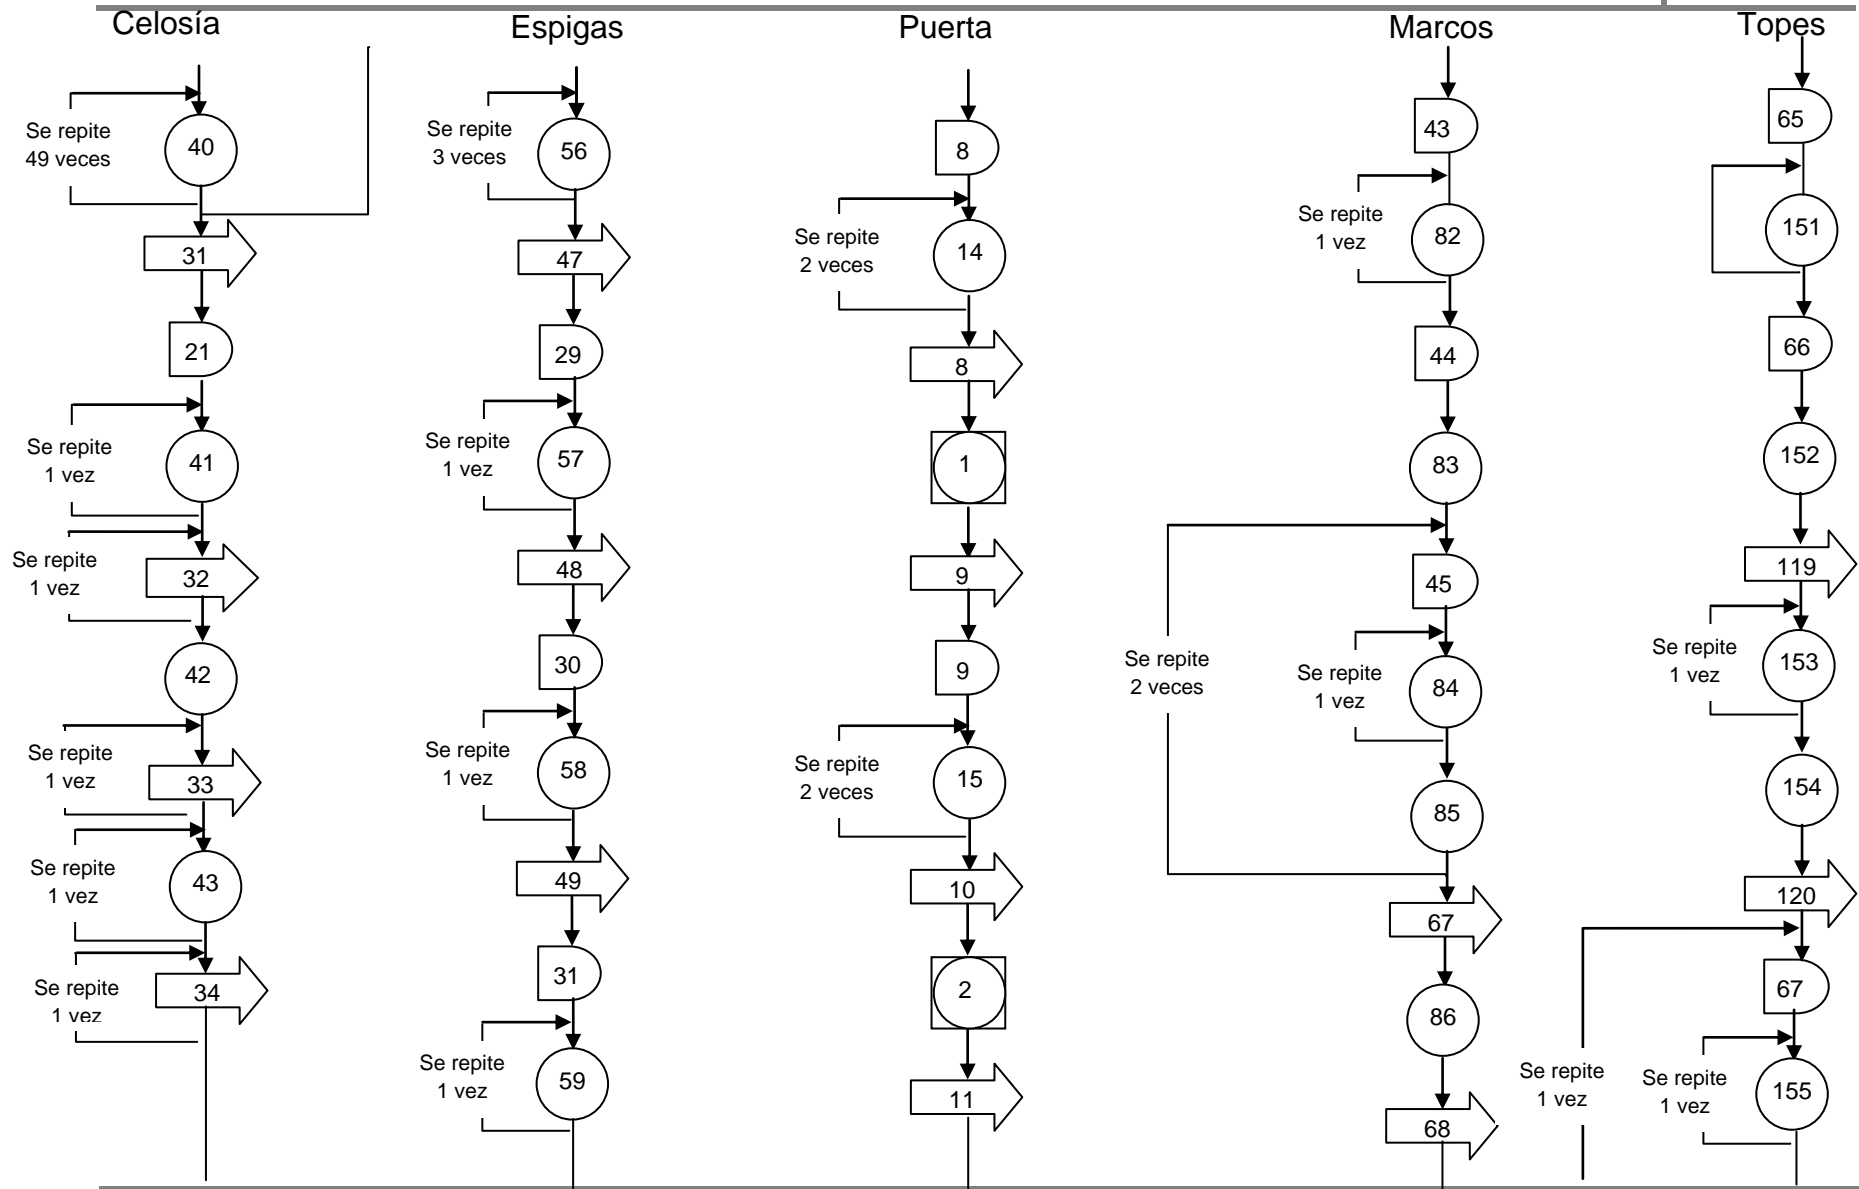 Celosía
Se repite
49 veces
40
31
21
Se repite
1 vez
41
Se repite
1 vez
32
42
Se repite
1 vez
33
Se repite
1 vez
43
Se repite
1 vez
34
Espigas
Se repite
3 veces
56
47
29
Se repite
1 vez
57
48
30
Se repite
1 vez
58
49
31
Se repite
1 vez
59
Puerta
8
Se repite
2 veces
14
8
1
9
9
Se repite
2 veces
15
10
2
11
Marcos
43
Se repite
1 vez
82
44
83
Se repite
2 veces
45
Se repite
1 vez
84
85
67
86
68
Topes
65
151
66
152
119
Se repite
1 vez
153
154
120
Se repite
1 vez
67
Se repite
1 vez
155